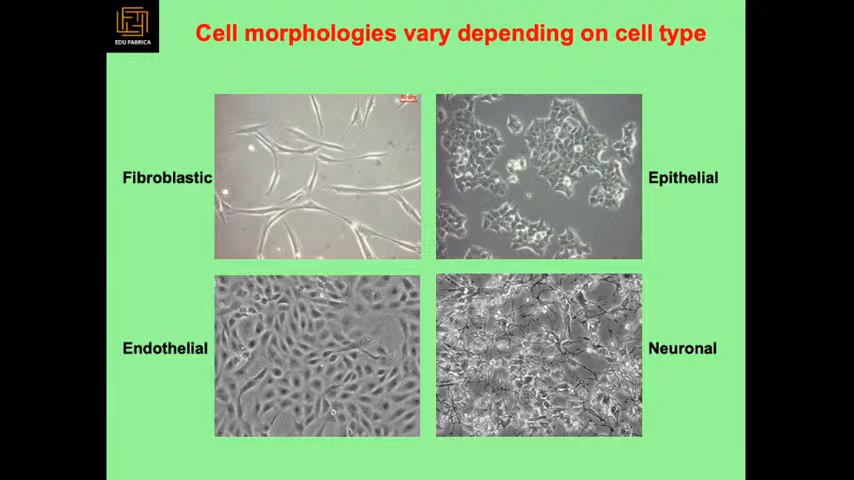 EDU FABRICA
Cell morphologies vary depending on cell type
Fibroblastic
Epithelial
Endothelial
Neuronal